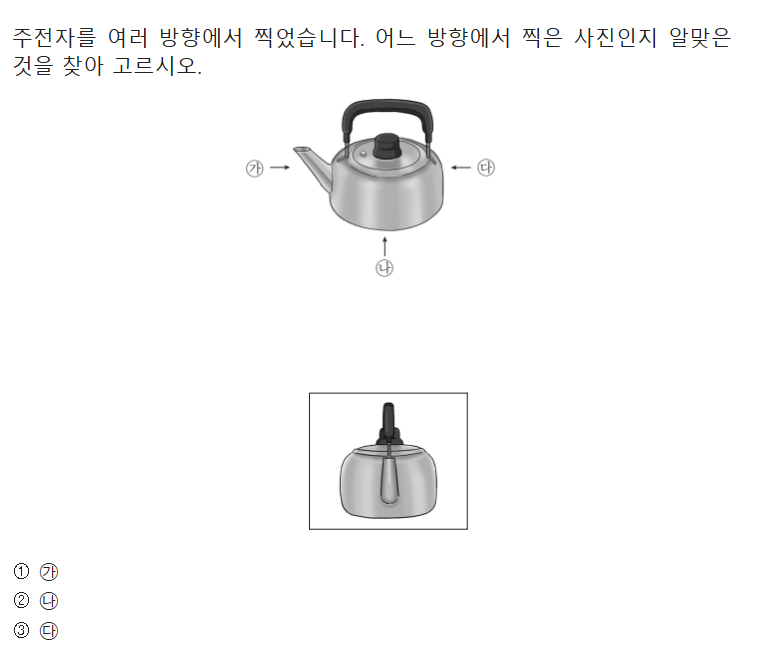 주전자를 여러 방향에서 찍었습니다. 어느 방향에서 찍은 사진인지 알맞은
것을 찾아 고르시오.
㉮ → ← ㉰
↑
㉯
① ㉮
② ㉯
③ ㉰